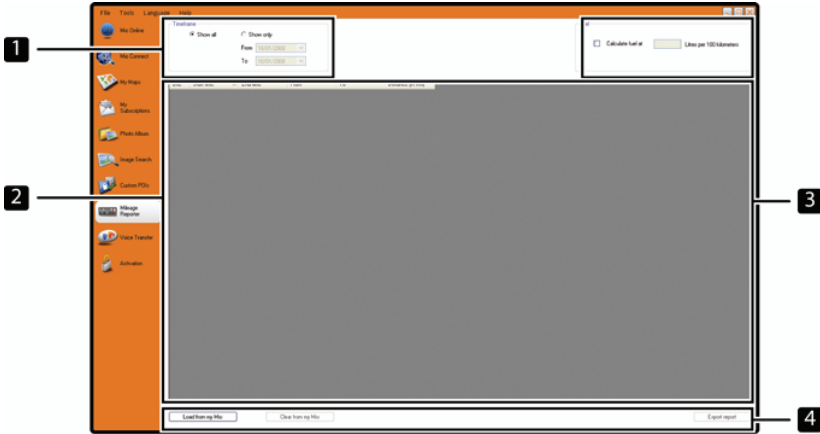 File Tools Language Help
Mio Online
Mio Connect
My Maps
My
Subscriptions
Photo Album
Image Search
Custom POIs
Mileage
Reporter
Voice Transfer
Activation
1
Timeframe
Show all
Show only
From
To
Calculate fuel at
Litres per 100 kilometers
2
3
Load from my Mio
Clear from my Mio
Export report
4